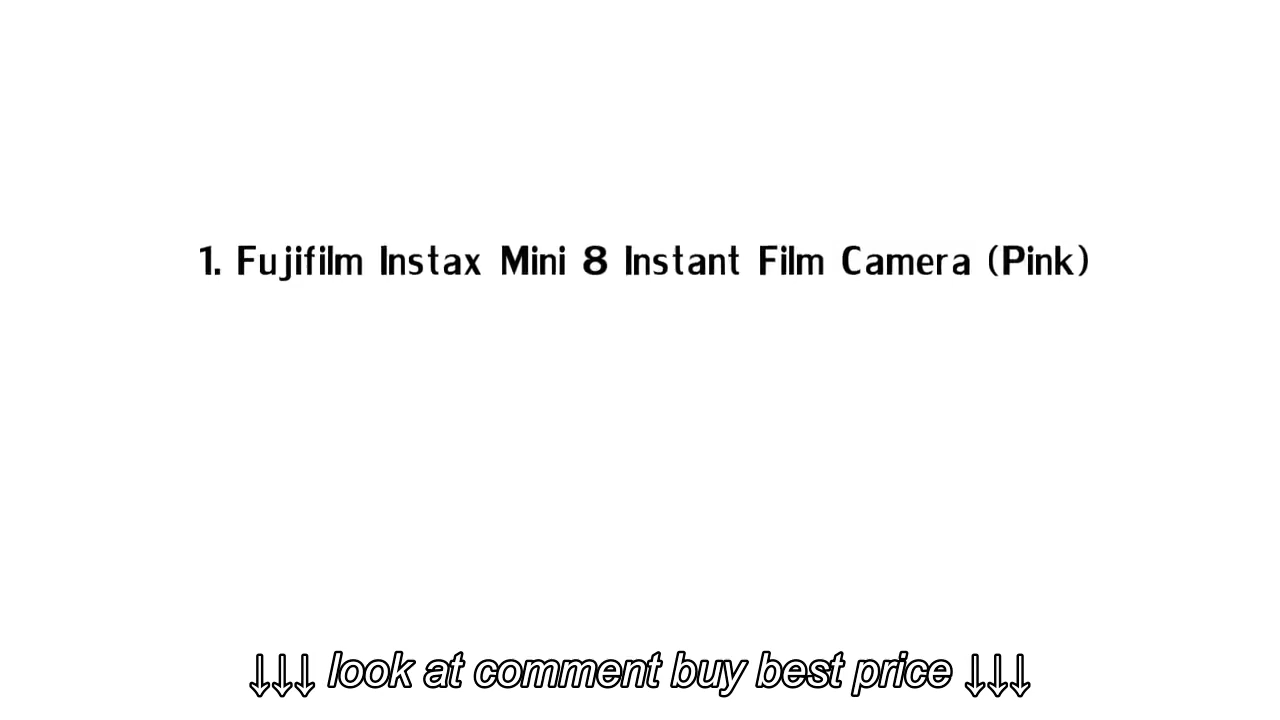 1. Fujifilm Instax Mini 8 Instant Film Camera (Pink)
↓↓↓ look at comment buy best price ↓↓↓